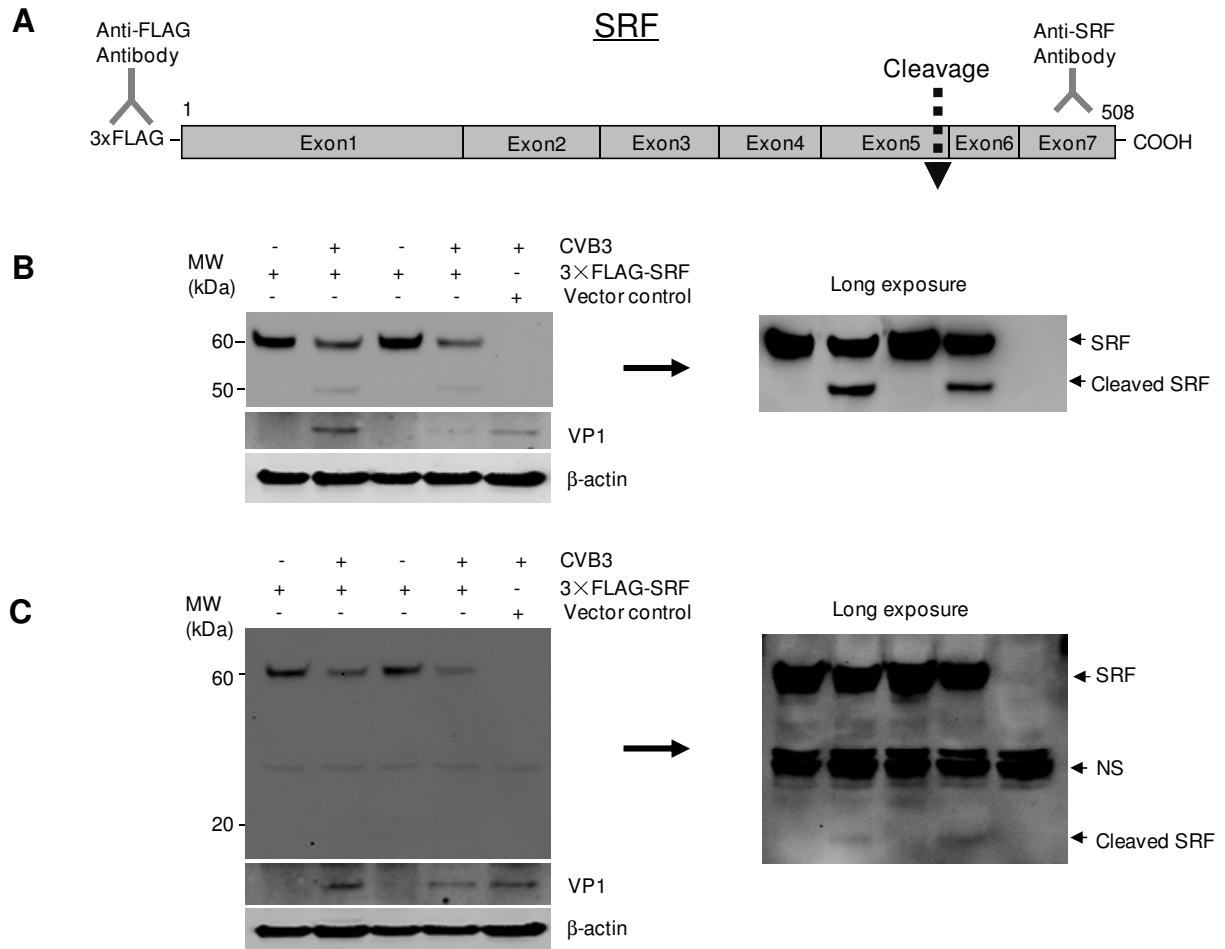 A
Anti-FLAG
Antibody
SRF
Cleavage
Anti-SRF
Antibody
1
508
3xFLAG
Exon1
Exon2
Exon3
Exon4
Exon5
Exon6
Exon7
COOH
B
MW
(kDa)
- + - + + CVB3
+ + + + - 3×FLAG-SRF
- - - - + Vector control
60
50
VP1
β-actin
Long exposure
SRF
Cleaved SRF
C
MW
(kDa)
- + - + + CVB3
+ + + + - 3×FLAG-SRF
- - - - + Vector control
60
20
VP1
β-actin
Long exposure
SRF
NS
Cleaved SRF